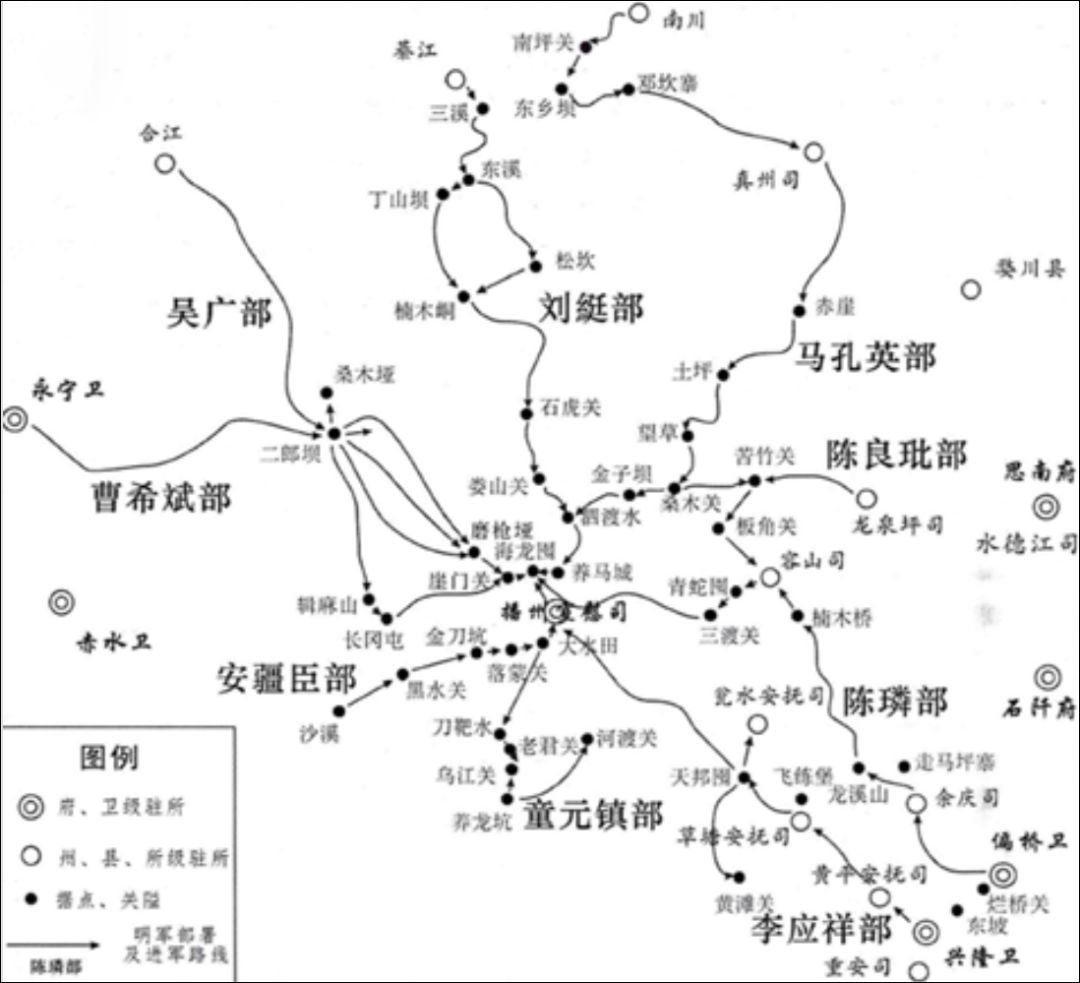 南川
南坪关
綦江
邓坎寨
东乡坝
三溪
合江
东溪
真州司
丁山坝
松坎
婺川县
楠木峒
刘綎部
吴广部
赤崖
马孔英部
桑木垭
土坪
永宁卫
石虎关
望草
二郎坝
苦竹关
陈良玭部
金子坝
思南府
娄山关
曹希斌部
桑木关
泗渡水
龙泉坪司
板角关
磨枪垭
水德江司
海龙囤
容山司
崖门关
养马城
青蛇囤
辑麻山
播州宣慰司
楠木桥
赤水卫
长冈屯
金刀坑
三渡关
大水田
落蒙关
安疆臣部
黑水关
瓮水安抚司
陈璘部
石阡府
沙溪
刀靶水
老君关
河渡关
图例
乌江关
天邦囤
飞练堡
走马坪寨
龙溪山
余庆司
府、卫级驻所
养龙坑
童元镇部
草塘安抚司
偏桥卫
州、县、所级驻所
黄平安抚司
据点、关隘
黄滩关
烂桥关
东坡
李应祥部
明军部署
及进军路线
陈璘部
兴隆卫
重安司